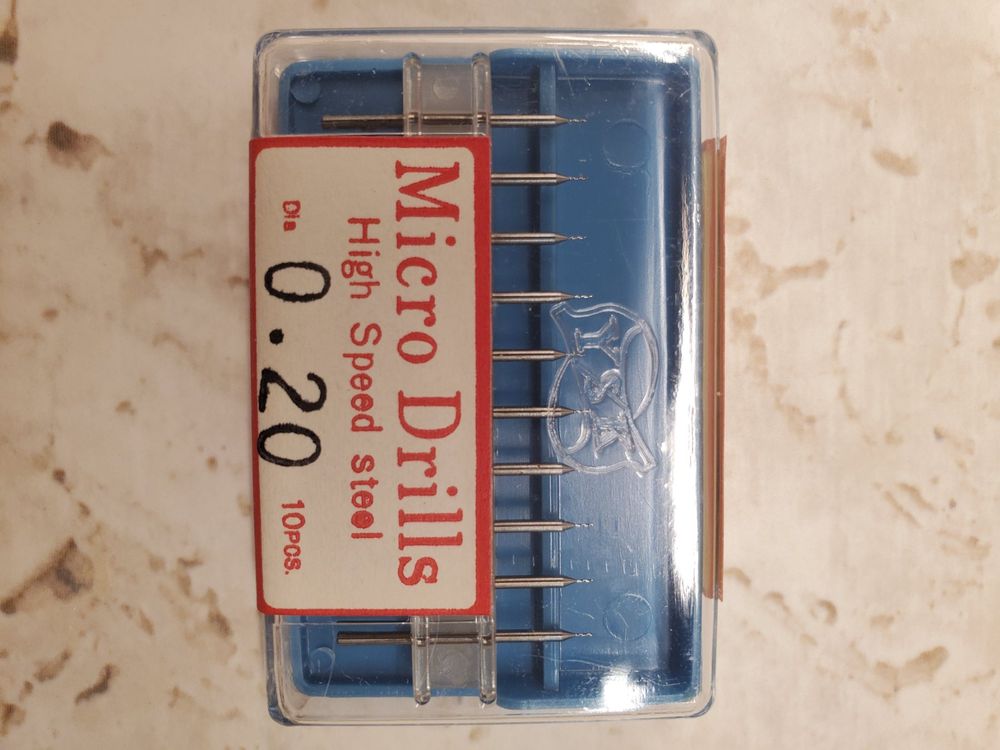 Micro Drills
High Speed steel
Dia 0.20 10PCS.